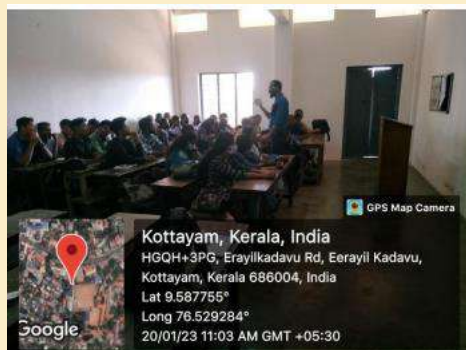 GPS Map Camera
Kottayam, Kerala, India
HGQH+3PG, Erayilkadavu Rd, Eerayil Kadavu,
Kottayam, Kerala 686004, India
Lat 9.587755°
Long 76.529284°
20/01/23 11:03 AM GMT +05:30
Google